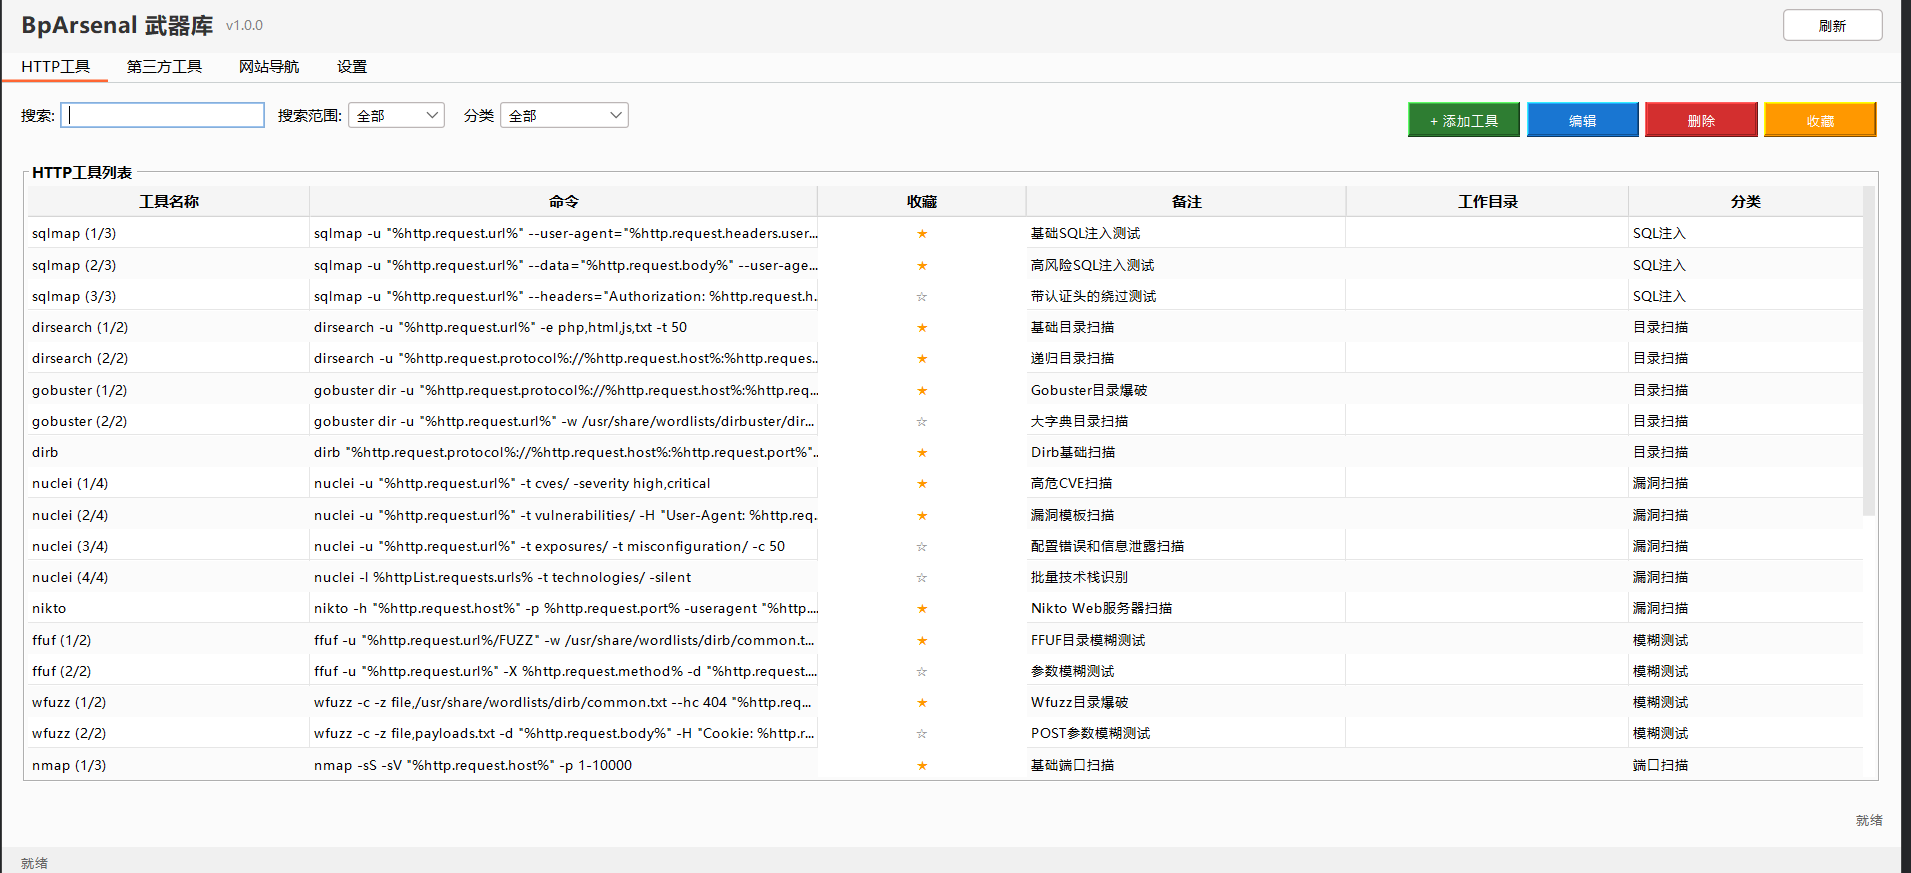 BpArsenal 武器库 v1.0.0 刷新
HTTP工具 第三方工具 网站导航 设置
搜索: 搜索范围: 全部 分类 全部 + 添加工具 编辑 删除 收藏
HTTP工具列表
工具名称 命令 收藏 备注 工作目录 分类
sqlmap (1/3) sqlmap -u "%http.request.url%" --user-agent="%http.request.headers.user... ★ 基础SQL注入测试 SQL注入
sqlmap (2/3) sqlmap -u "%http.request.url%" --data="%http.request.body%" --user-age... ★ 高风险SQL注入测试 SQL注入
sqlmap (3/3) sqlmap -u "%http.request.url%" --headers="Authorization: %http.request.h... ☆ 带认证头的绕过测试 SQL注入
dirsearch (1/2) dirsearch -u "%http.request.url%" -e php,html,js,txt -t 50 ★ 基础目录扫描 目录扫描
dirsearch (2/2) dirsearch -u "%http.request.protocol%://%http.request.host%:%http.reques... ★ 递归目录扫描 目录扫描
gobuster (1/2) gobuster dir -u "%http.request.protocol%://%http.request.host%:%http.req... ★ Gobuster目录爆破 目录扫描
gobuster (2/2) gobuster dir -u "%http.request.url%" -w /usr/share/wordlists/dirbuster/dir... ☆ 大字典目录扫描 目录扫描
dirb dirb "%http.request.protocol%://%http.request.host%:%http.request.port%"... ★ Dirb基础扫描 目录扫描
nuclei (1/4) nuclei -u "%http.request.url%" -t cves/ -severity high,critical ★ 高危CVE扫描 漏洞扫描
nuclei (2/4) nuclei -u "%http.request.url%" -t vulnerabilities/ -H "User-Agent: %http.req... ★ 漏洞模板扫描 漏洞扫描
nuclei (3/4) nuclei -u "%http.request.url%" -t exposures/ -t misconfiguration/ -c 50 ☆ 配置错误和信息泄露扫描 漏洞扫描
nuclei (4/4) nuclei -l %httpList.requests.urls% -t technologies/ -silent ☆ 批量技术栈识别 漏洞扫描
nikto nikto -h "%http.request.host%" -p %http.request.port% -useragent "%http.... ★ Nikto Web服务器扫描 漏洞扫描
ffuf (1/2) ffuf -u "%http.request.url%/FUZZ" -w /usr/share/wordlists/dirb/common.t... ★ FFUF目录模糊测试 模糊测试
ffuf (2/2) ffuf -u "%http.request.url%" -X %http.request.method% -d "%http.request.... ☆ 参数模糊测试 模糊测试
wfuzz (1/2) wfuzz -c -z file,/usr/share/wordlists/dirb/common.txt --hc 404 "%http.req... ★ Wfuzz目录爆破 模糊测试
wfuzz (2/2) wfuzz -c -z file,payloads.txt -d "%http.request.body%" -H "Cookie: %http.r... ☆ POST参数模糊测试 模糊测试
nmap (1/3) nmap -sS -sV "%http.request.host%" -p 1-10000 ★ 基础端口扫描 端口扫描
就绪
就绪